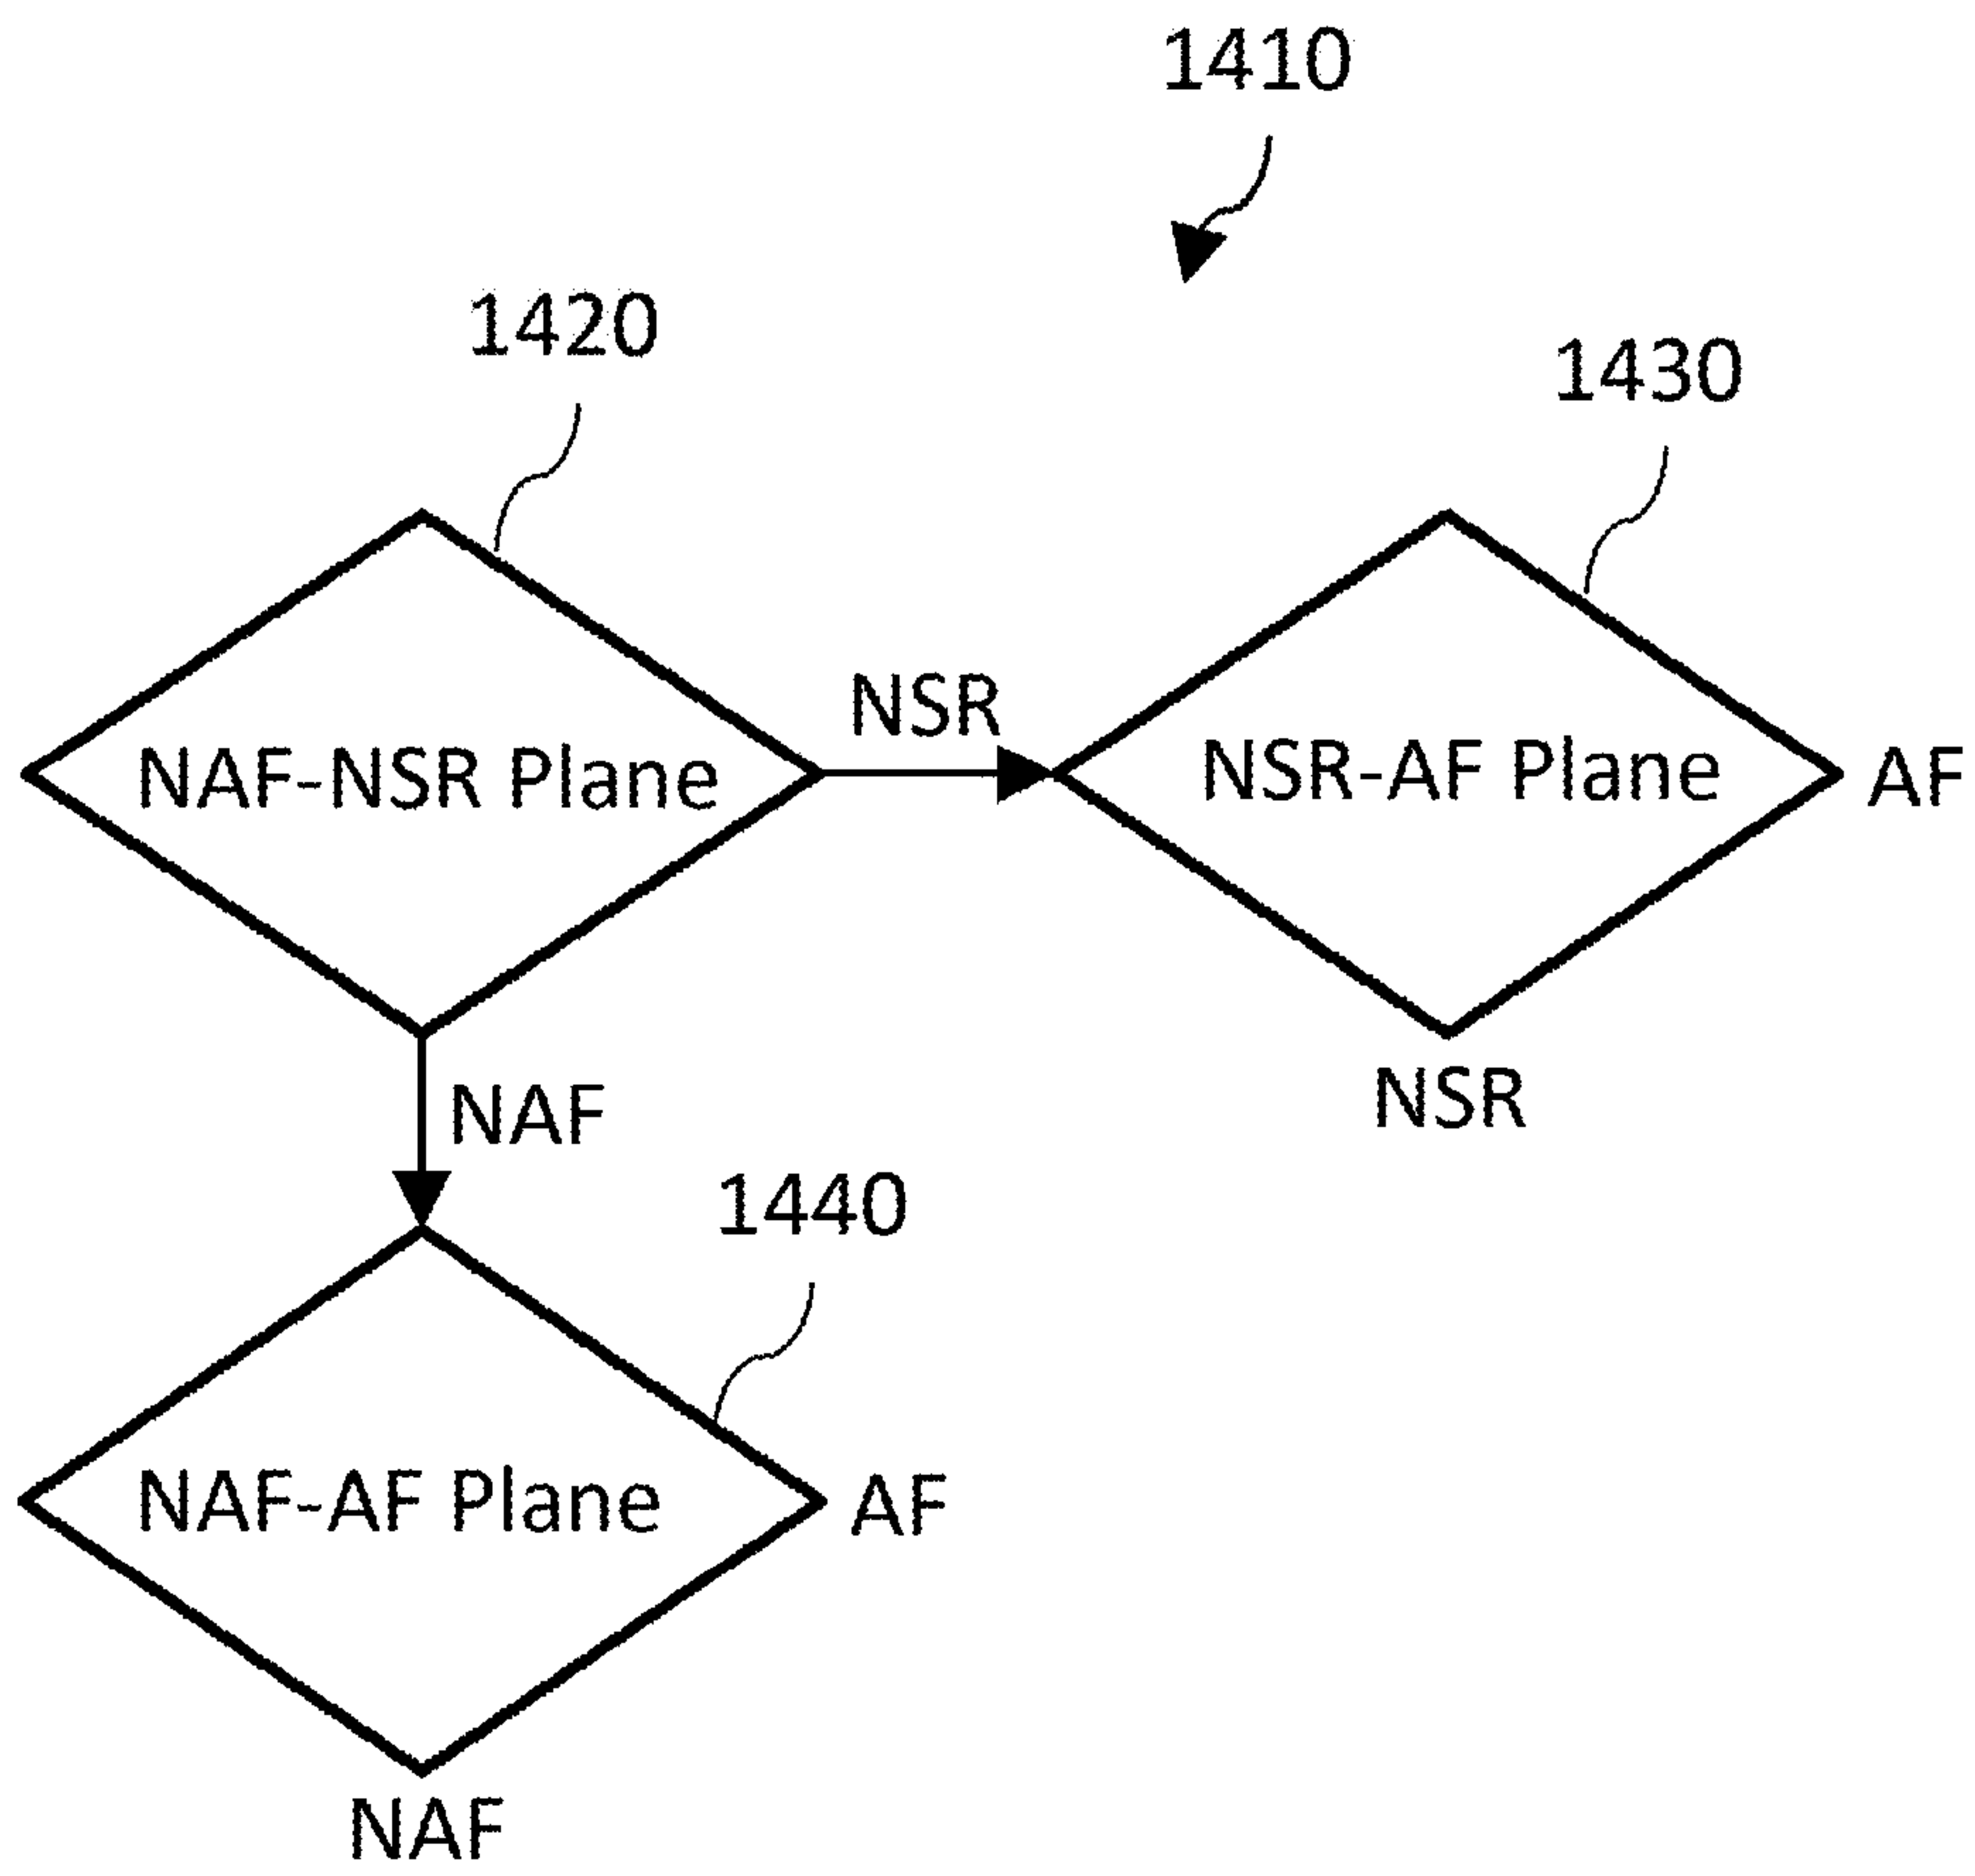 1410
1420
1430
NSR
NAF-NSR Plane
NSR-AF Plane
AF
NAF
NSR
1440
NAF-AF Plane
AF
NAF